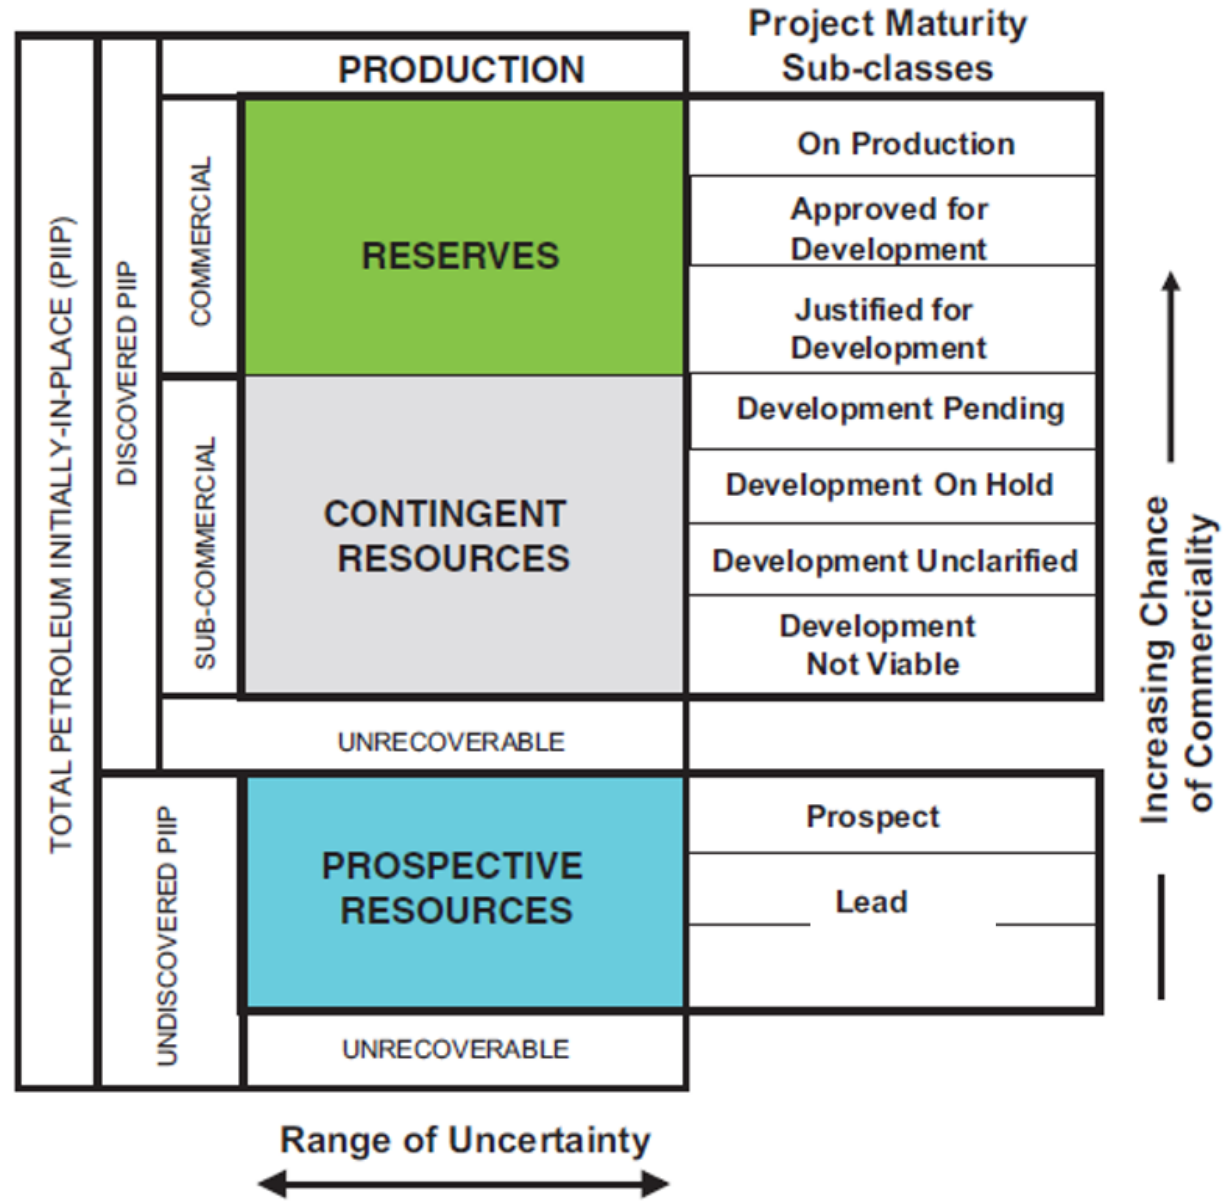 Project Maturity
Sub-classes
PRODUCTION
TOTAL PETROLEUM INITIALLY-IN-PLACE (PIIP)
DISCOVERED PIIP
COMMERCIAL
RESERVES
On Production
Approved for
Development
Justified for
Development
SUB-COMMERCIAL
CONTINGENT
RESOURCES
Development Pending
Development On Hold
Development Unclarified
Development
Not Viable
UNRECOVERABLE
UNDISCOVERED PIIP
PROSPECTIVE
RESOURCES
Prospect
Lead
UNRECOVERABLE
Increasing Chance
of Commerciality
Range of Uncertainty